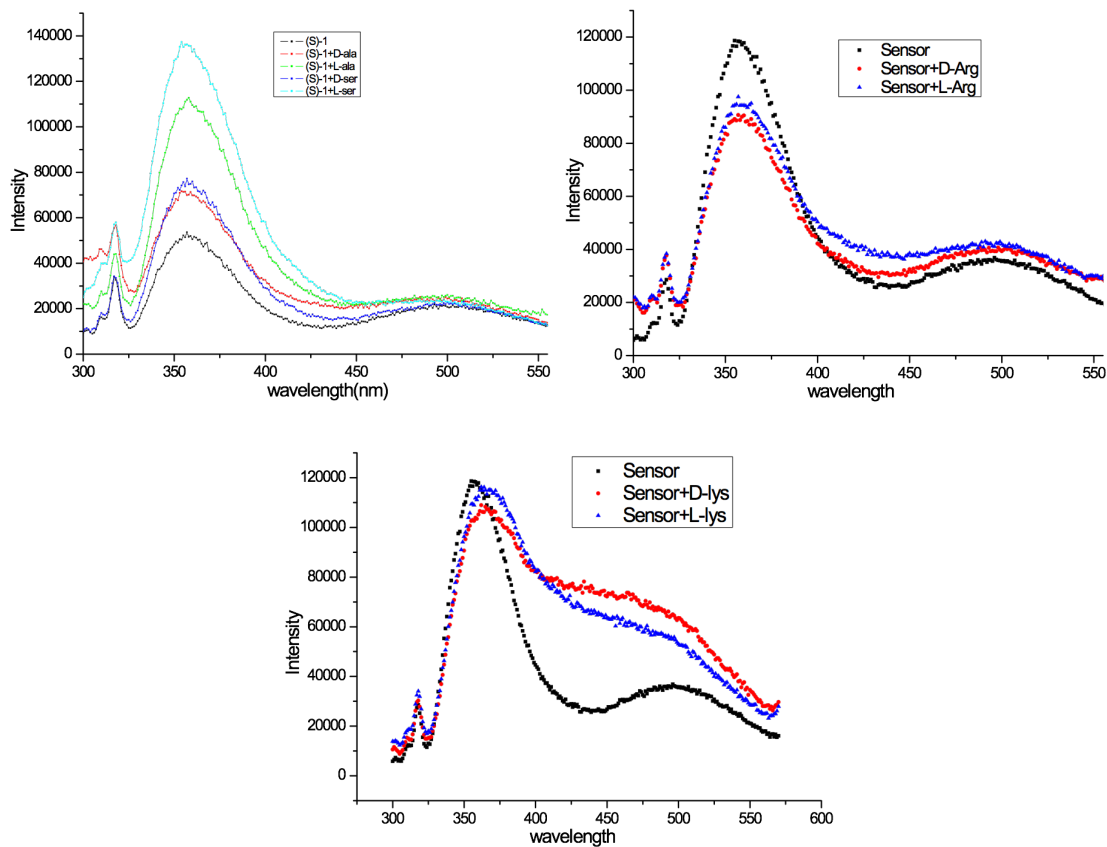 140000
120000
100000
80000
60000
40000
20000
0
Intensity
300
350
400
450
500
550
wavelength(nm)
(S)-1
(S)-1+D-ala
(S)-1+L-ala
(S)-1+D-ser
(S)-1+L-ser
120000
100000
80000
60000
40000
20000
0
Intensity
300
350
400
450
500
550
wavelength
Sensor
Sensor+D-Arg
Sensor+L-Arg
120000
100000
80000
60000
40000
20000
0
Intensity
300
350
400
450
500
550
600
wavelength
Sensor
Sensor+D-lys
Sensor+L-lys